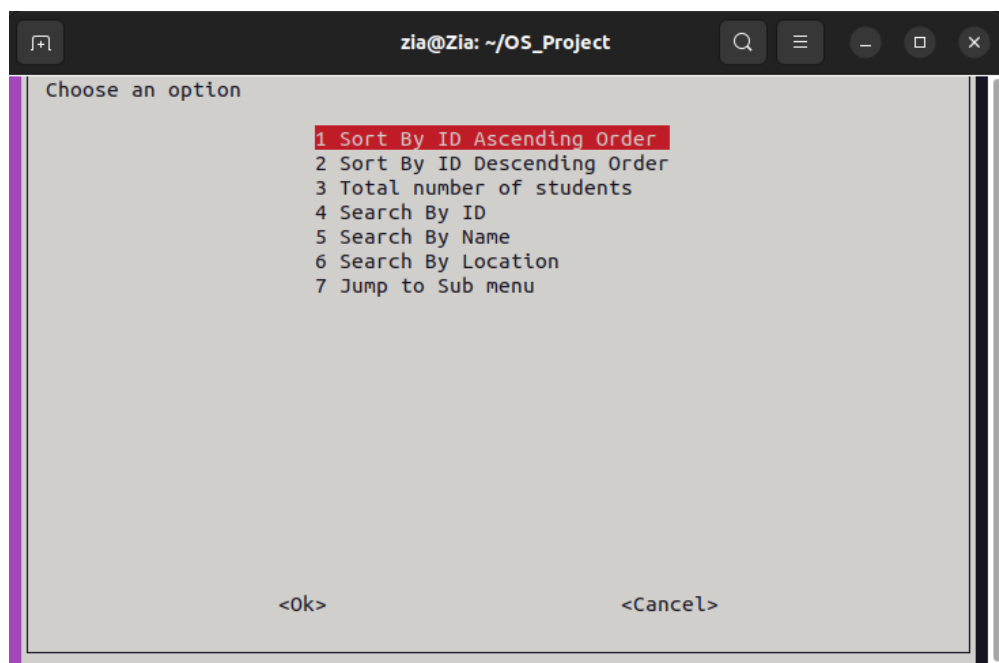 zia@Zia: ~/OS_Project
Choose an option
1 Sort By ID Ascending Order
2 Sort By ID Descending Order
3 Total number of students
4 Search By ID
5 Search By Name
6 Search By Location
7 Jump to Sub menu
<Ok> <Cancel>